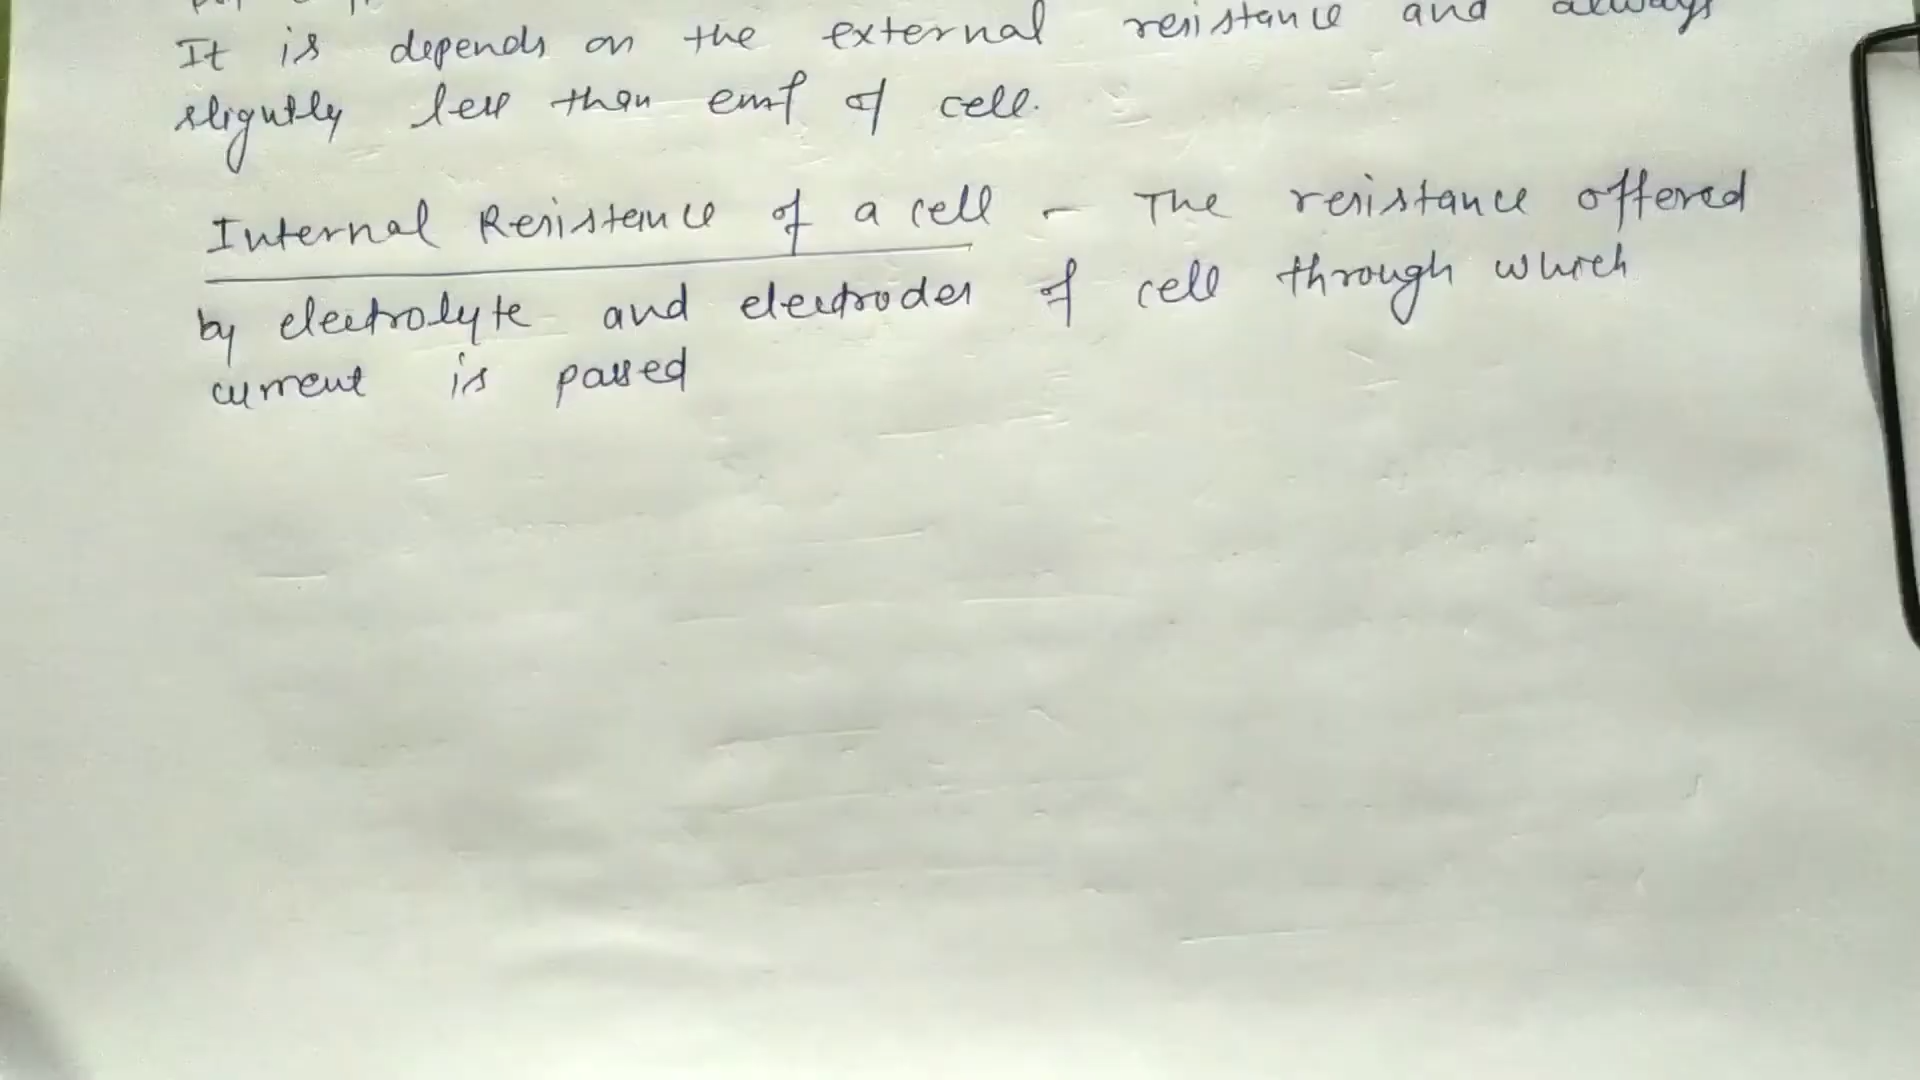 It is depends on the external resistance and always
slightly less than emf of cell.
Internal Resistance of a cell - The resistance offered
by electrolyte and electrodes of cell through which
current is passed